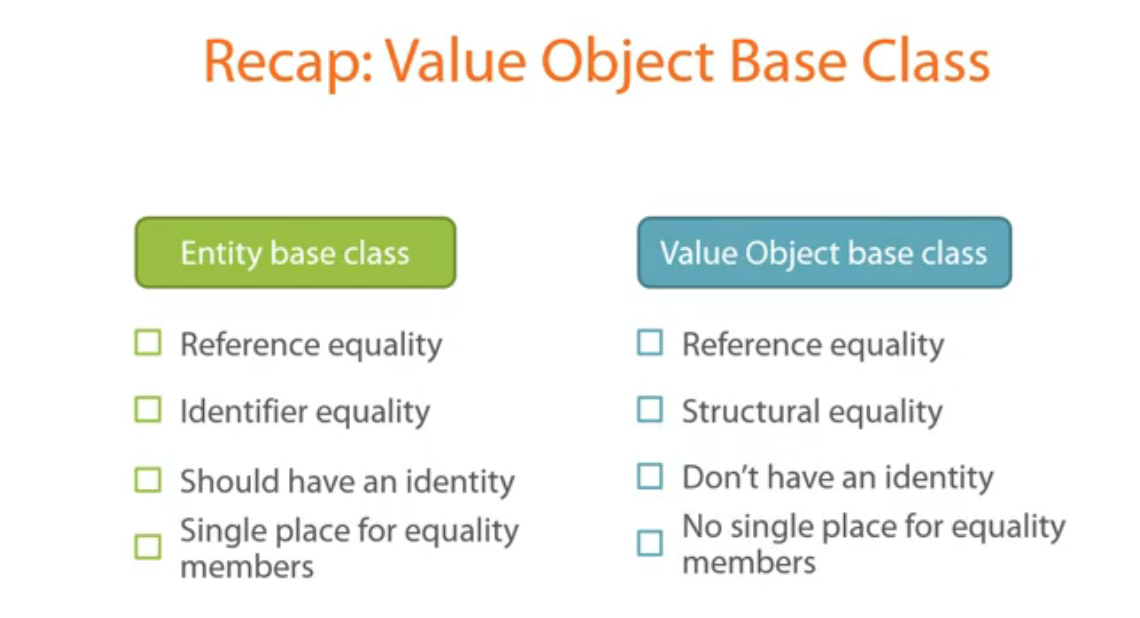 Recap: Value Object Base Class
Entity base class
Reference equality
Identifier equality
Should have an identity
Single place for equality
members
Value Object base class
Reference equality
Structural equality
Don’t have an identity
No single place for equality
members